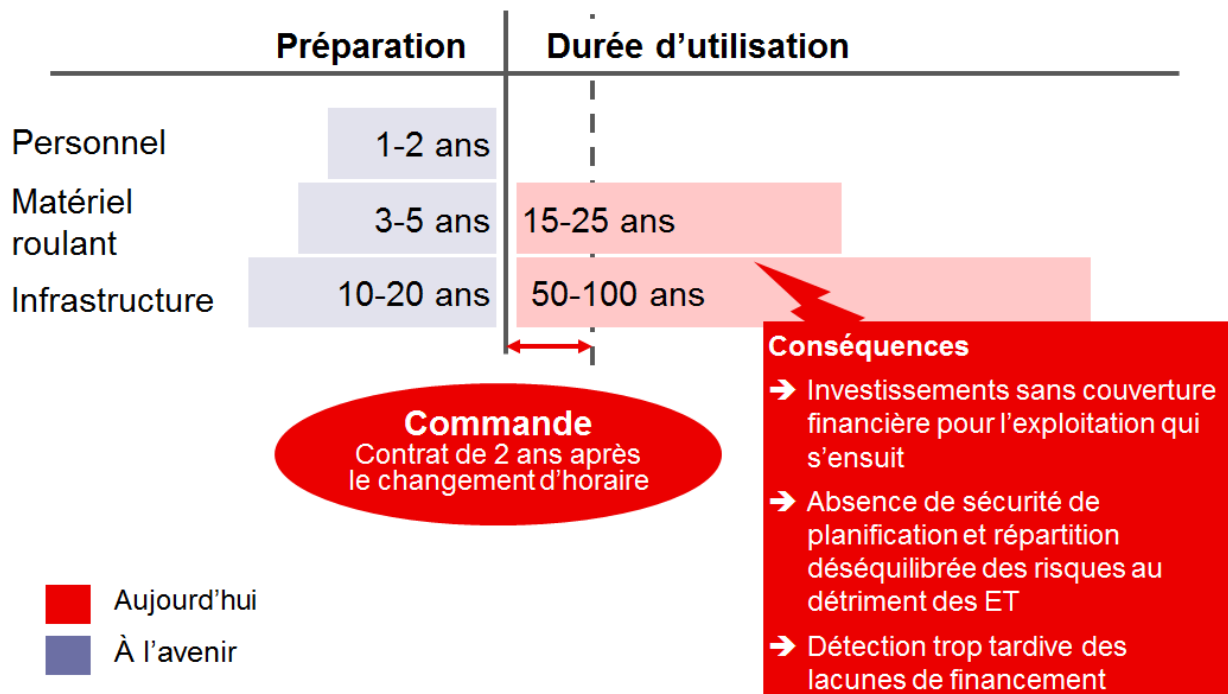 Préparation
Durée d’utilisation
Personnel
1-2 ans
Matériel
roulant
3-5 ans
15-25 ans
Infrastructure
10-20 ans
50-100 ans
Commande
Contrat de 2 ans après
le changement d’horaire
Conséquences
➔ Investissements sans couverture
financière pour l’exploitation qui
s’ensuit
➔ Absence de sécurité de
planification et répartition
déséquilibrée des risques au
détriment des ET
➔ Détection trop tardive des
lacunes de financement
Aujourd’hui
À l’avenir